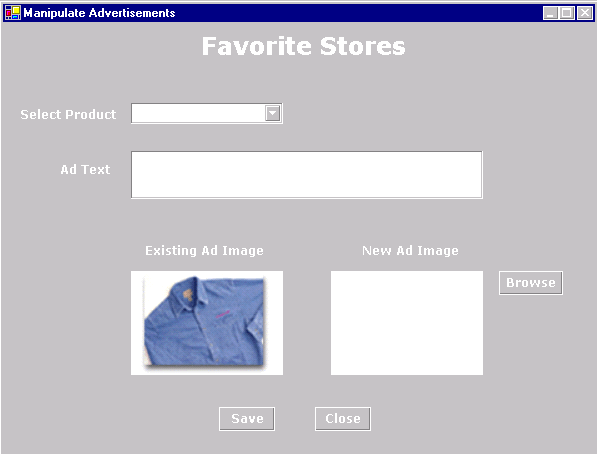 Manipulate Advertisements
Favorite Stores
Select Product
Ad Text
Existing Ad Image
New Ad Image
Browse
Save
Close